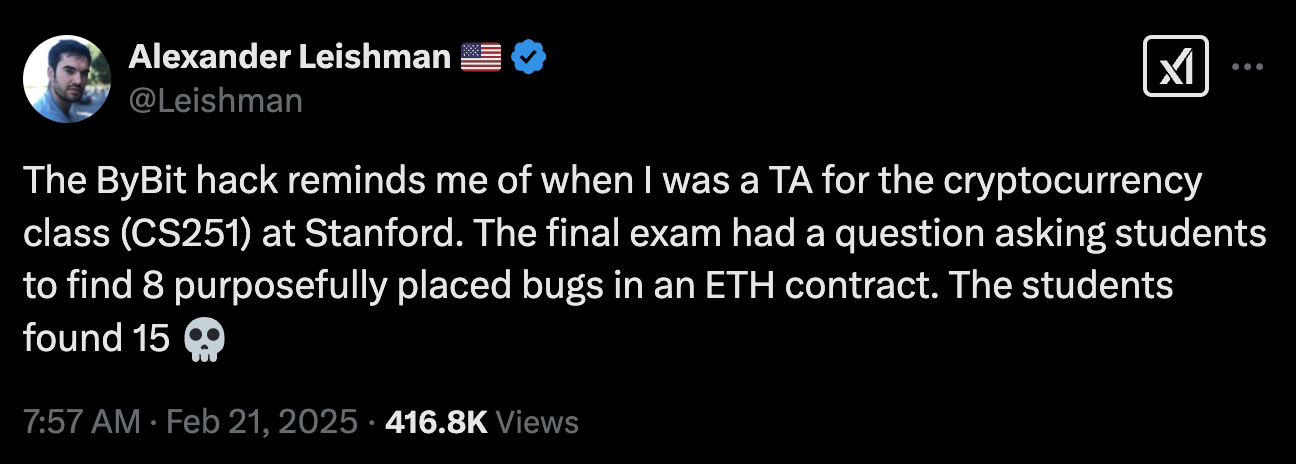 Alexander Leishman 🇺🇸
@Leishman
The ByBit hack reminds me of when I was a TA for the cryptocurrency
class (CS251) at Stanford. The final exam had a question asking students
to find 8 purposefully placed bugs in an ETH contract. The students
found 15 💀
7:57 AM · Feb 21, 2025 · 416.8K Views